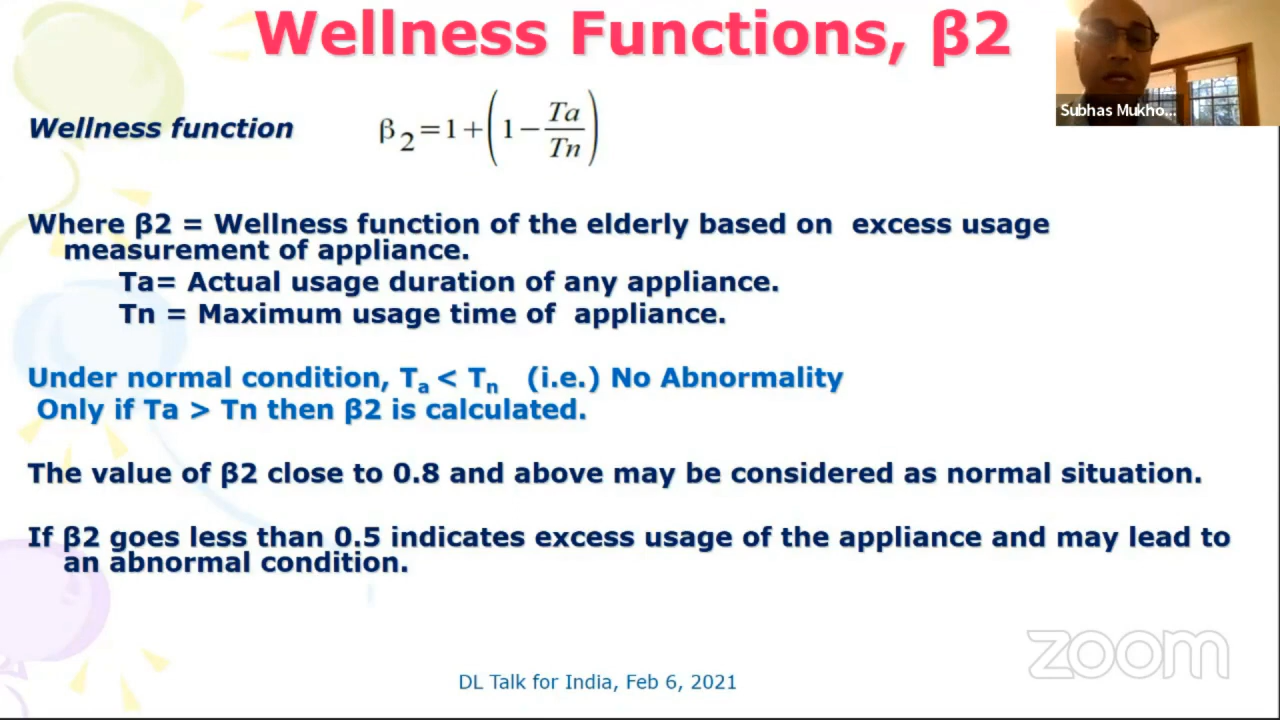 Wellness Functions, β2
Subhas Mukho...
Wellness function β₂=1+(1−Ta/Tn)
Where β2 = Wellness function of the elderly based on excess usage
measurement of appliance.
Ta= Actual usage duration of any appliance.
Tn = Maximum usage time of appliance.
Under normal condition, Tₐ < Tₙ (i.e.) No Abnormality
Only if Ta > Tn then β2 is calculated.
The value of β2 close to 0.8 and above may be considered as normal situation.
If β2 goes less than 0.5 indicates excess usage of the appliance and may lead to
an abnormal condition.
zoom
DL Talk for India, Feb 6, 2021